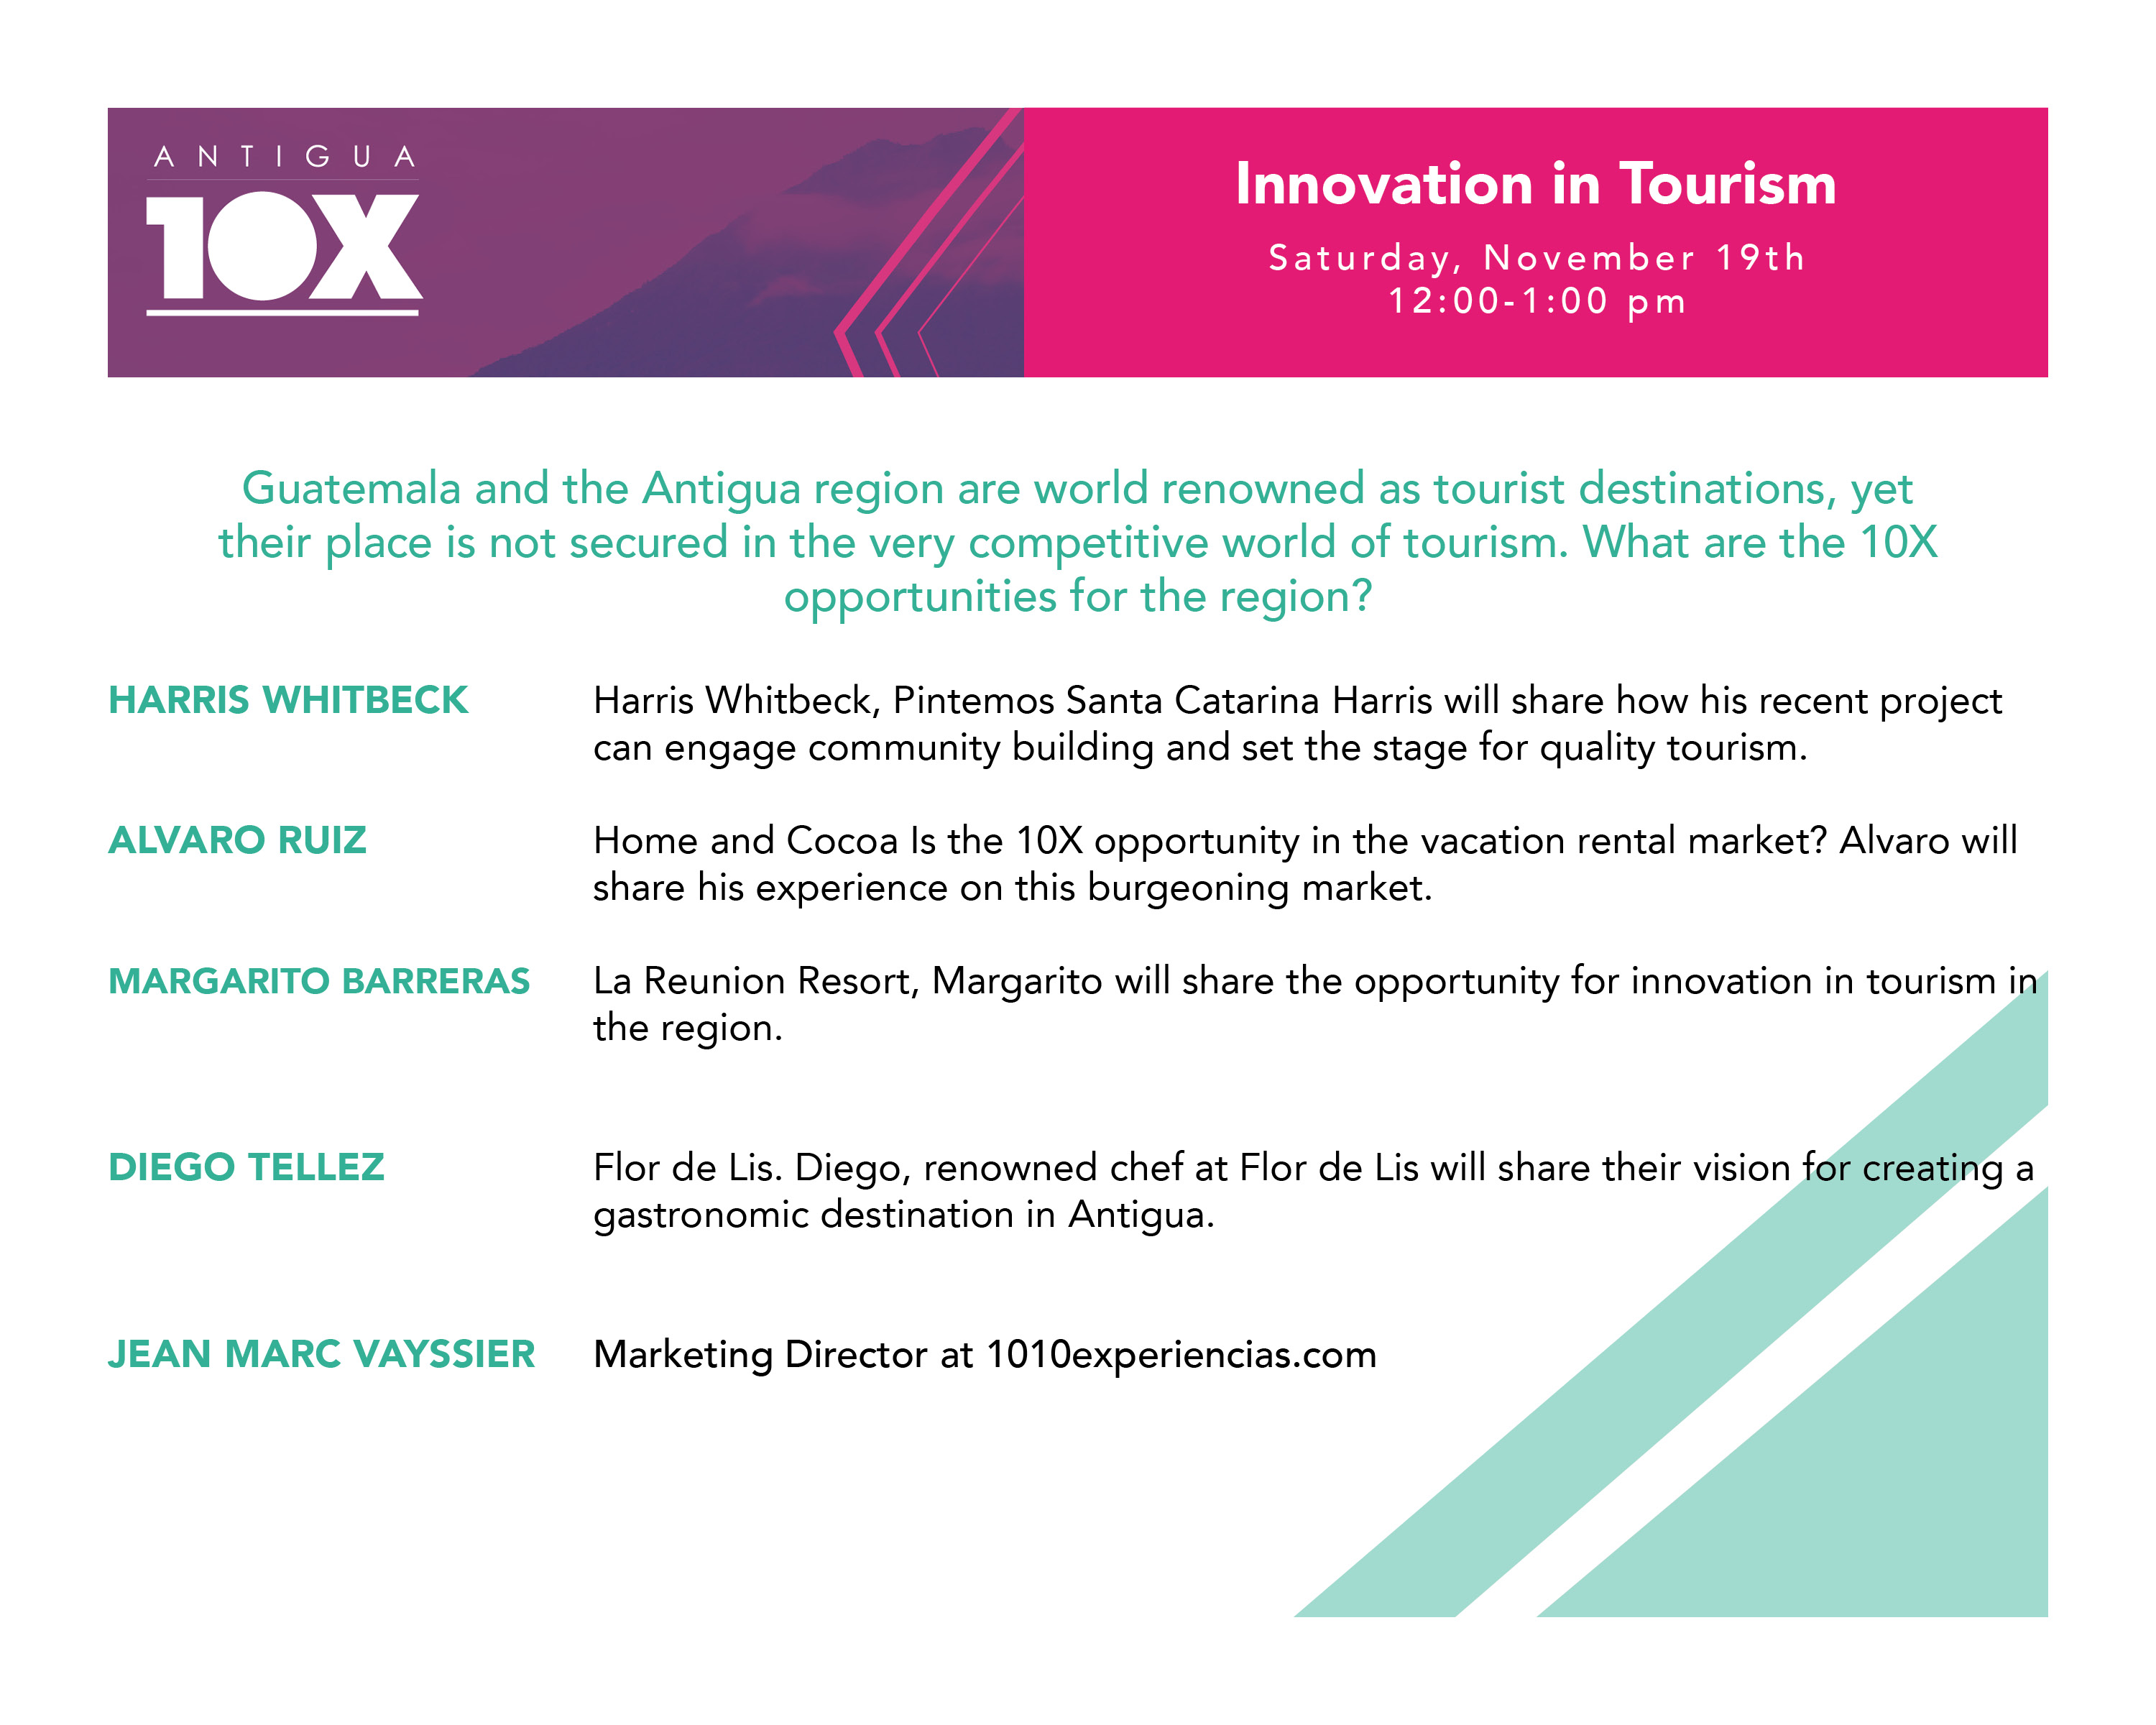 ANTIGUA
10X
Innovation in Tourism
Saturday, November 19th
12:00-1:00 pm
Guatemala and the Antigua region are world renowned as tourist destinations, yet
their place is not secured in the very competitive world of tourism. What are the 10X
opportunities for the region?
HARRIS WHITBECK
Harris Whitbeck, Pintemos Santa Catarina Harris will share how his recent project
can engage community building and set the stage for quality tourism.
ALVARO RUIZ
Home and Cocoa Is the 10X opportunity in the vacation rental market? Alvaro will
share his experience on this burgeoning market.
MARGARITO BARRERAS
La Reunion Resort, Margarito will share the opportunity for innovation in tourism in
the region.
DIEGO TELLEZ
Flor de Lis. Diego, renowned chef at Flor de Lis will share their vision for creating a
gastronomic destination in Antigua.
JEAN MARC VAYSSIER
Marketing Director at 1010experiencias.com